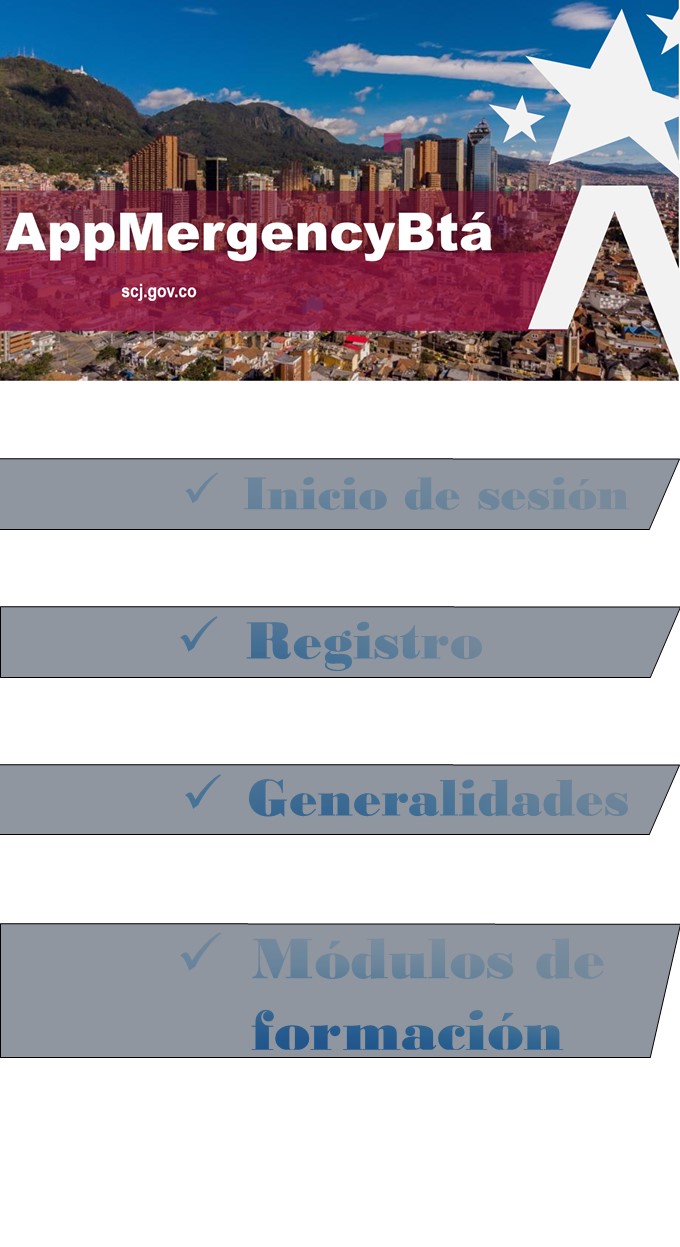 AppMergencyBtá
scj.gov.co
✓ Inicio de sesión
✓ Registro
✓ Generalidades
✓ Módulos de
formación